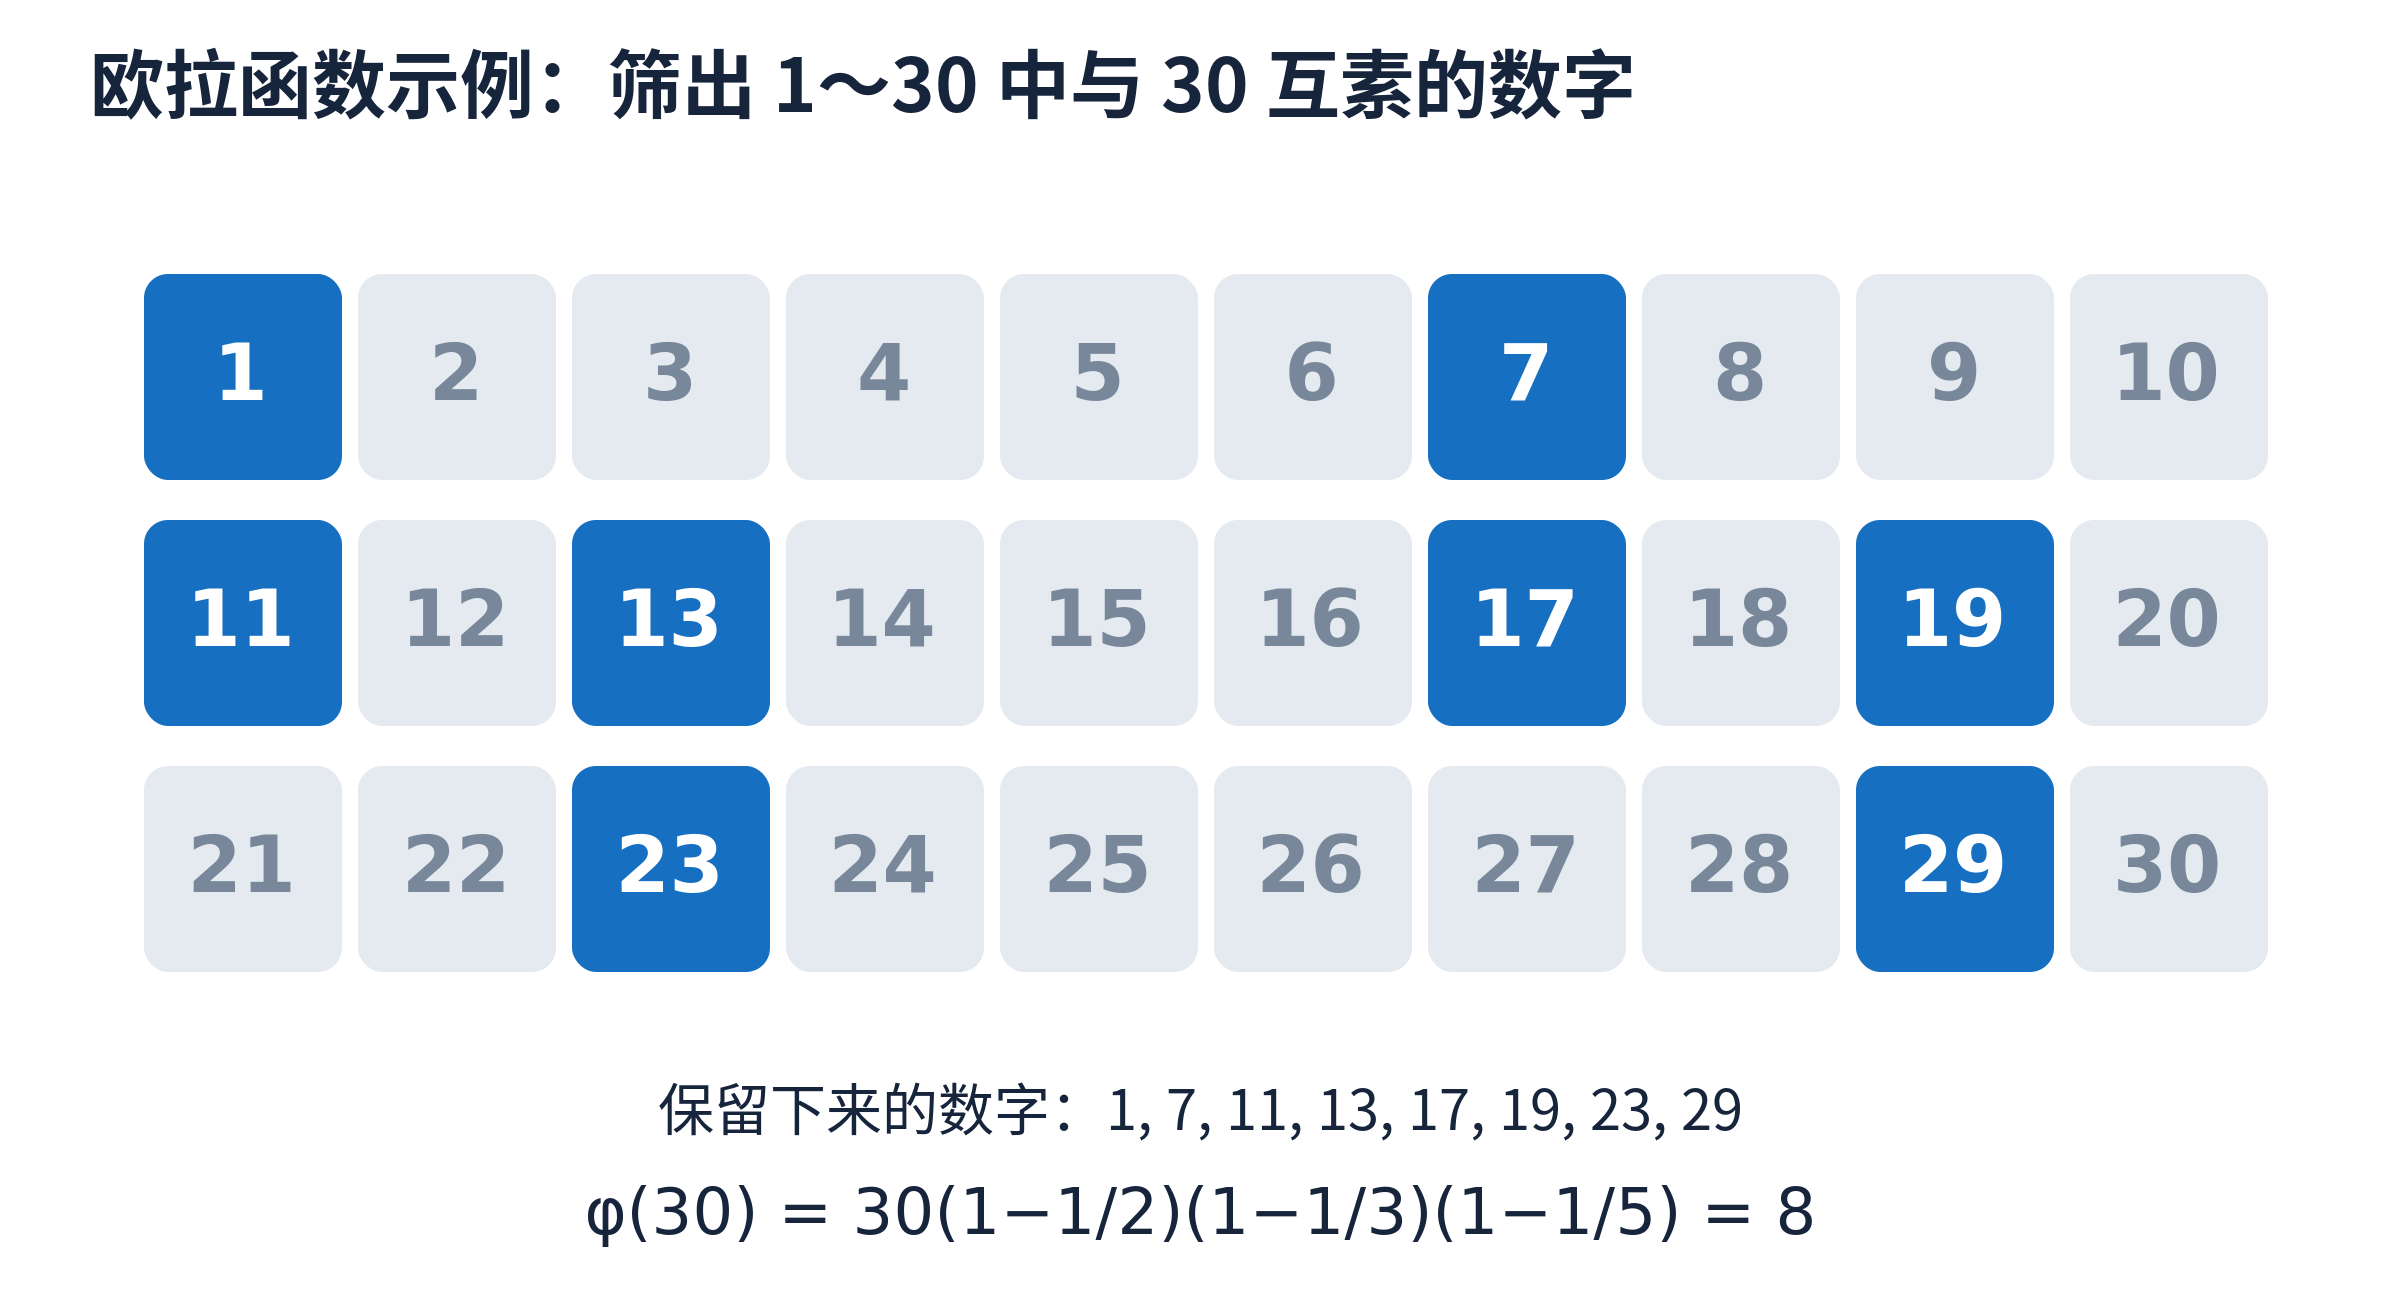 欧拉函数示例：筛出 1～30 中与 30 互素的数字
1 2 3 4 5 6 7 8 9 10
11 12 13 14 15 16 17 18 19 20
21 22 23 24 25 26 27 28 29 30
保留下来的数字：1, 7, 11, 13, 17, 19, 23, 29
φ(30) = 30(1−1/2)(1−1/3)(1−1/5) = 8